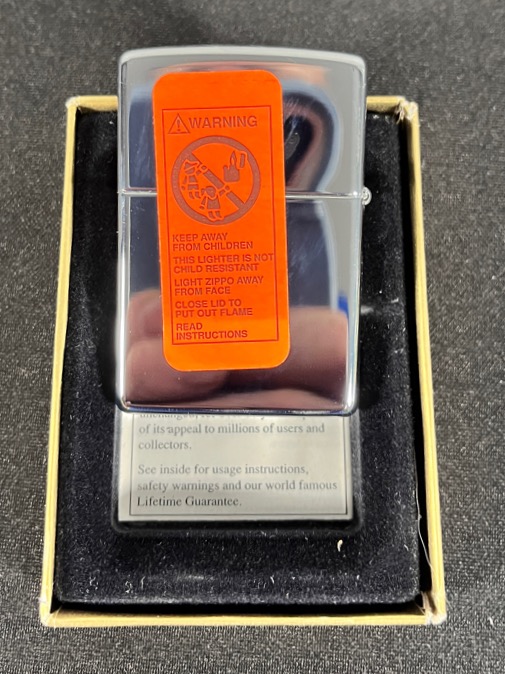 WARNING
KEEP AWAY
FROM CHILDREN
THIS LIGHTER IS NOT
CHILD RESISTANT
LIGHT ZIPPO AWAY
FROM FACE
CLOSE LID TO
PUT OUT FLAME
READ
INSTRUCTIONS
of its appeal to millions of users and
collectors.
See inside for usage instructions,
safety warnings and our world famous
Lifetime Guarantee.